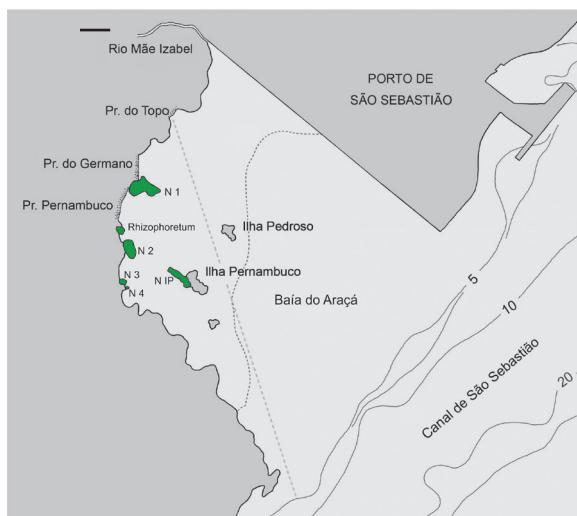 Rio Mãe Izabel
PORTO DE
SÃO SEBASTIÃO
Pr. do Topo
Pr. do Germano
N 1
Pr. Pernambuco
Rhizophoretum
Ilha Pedroso
N 2
N 3
N IP
Ilha Pernambuco
N 4
Baía do Araçá
5
10
20
Canal de São Sebastião